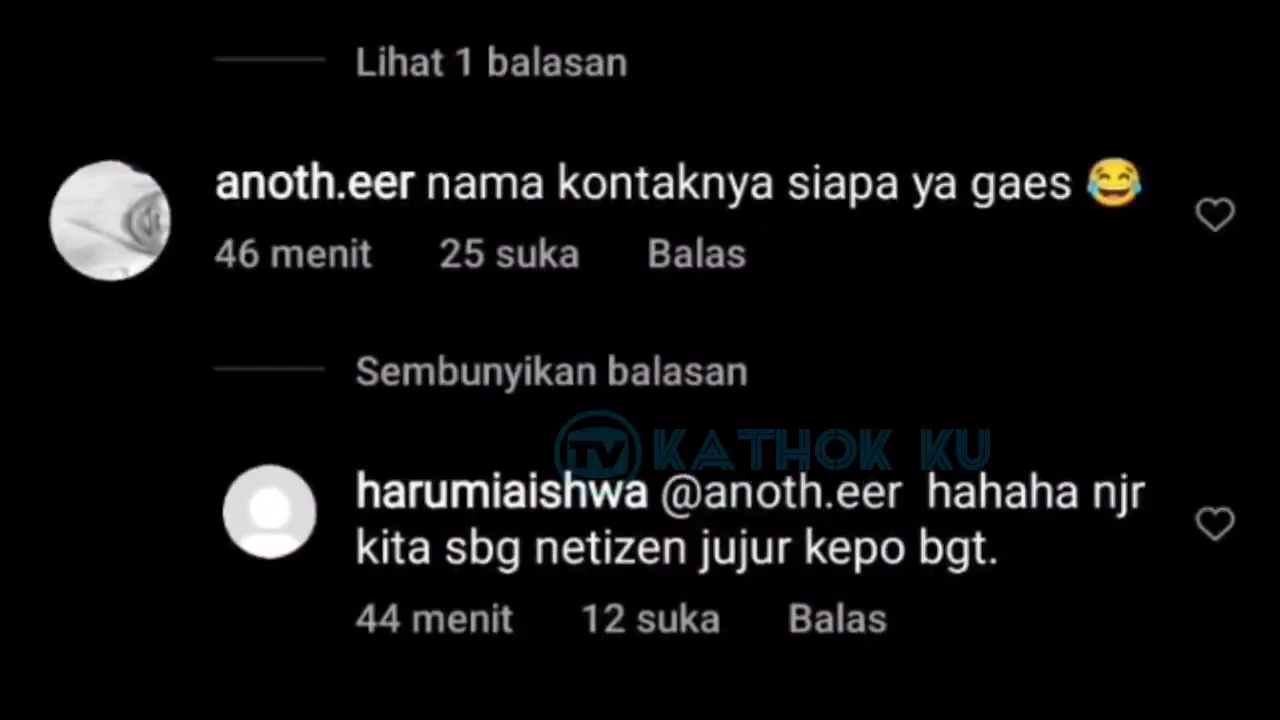 Lihat 1 balasan
anoth.eer nama kontaknya siapa ya gaes 😂
46 menit 25 suka Balas
Sembunyikan balasan
TV KATHOK KU
harumiaishwa @anoth.eer hahaha njr
kita sbg netizen jujur kepo bgt.
44 menit 12 suka Balas